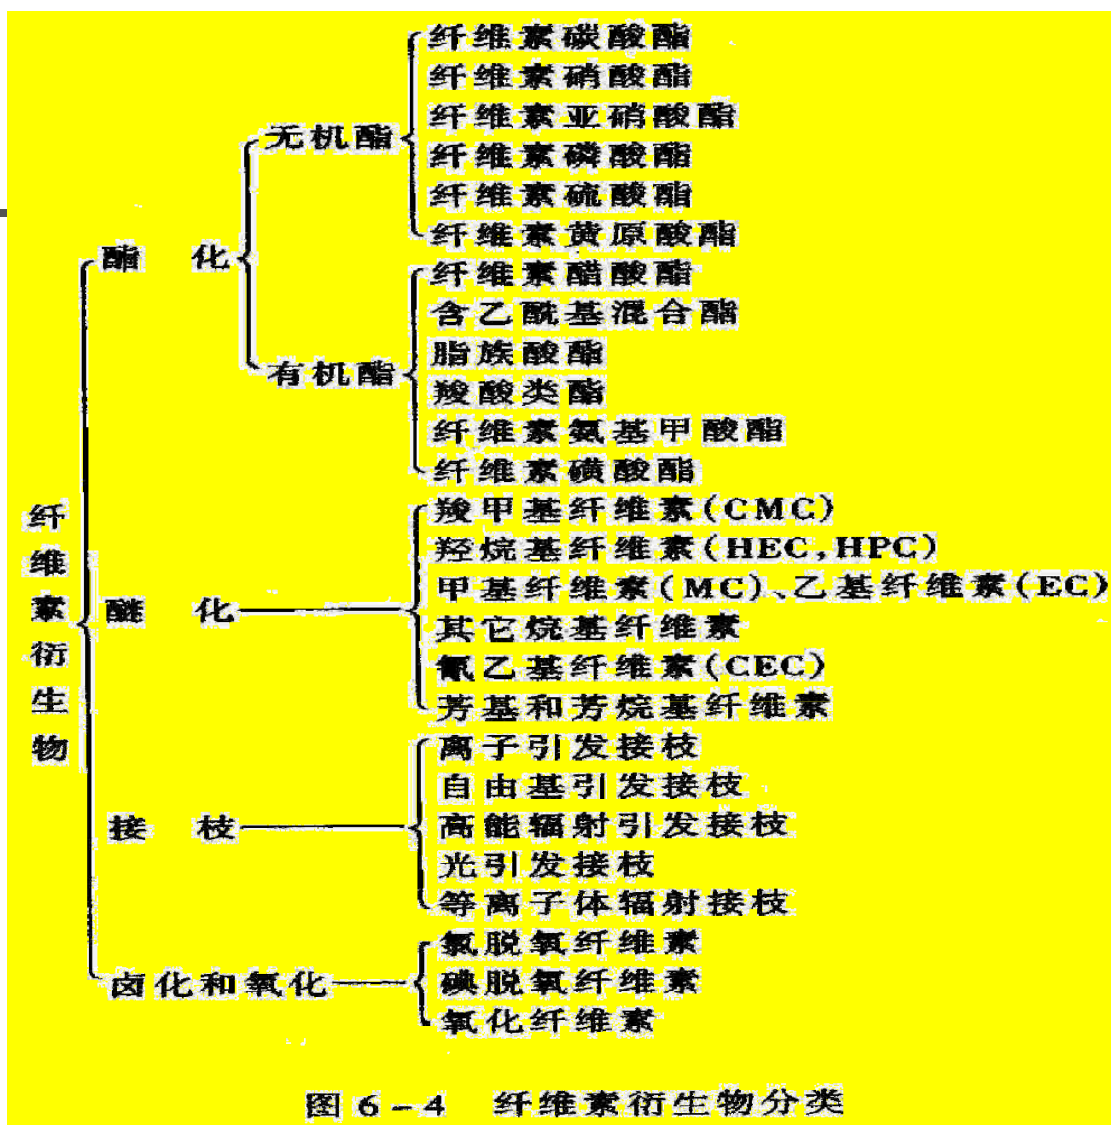 纤维素衍生物
酯 化
无机酯
纤维素碳酸酯
纤维素硝酸酯
纤维素亚硝酸酯
纤维素磷酸酯
纤维素硫酸酯
纤维素黄原酸酯
有机酯
纤维素醋酸酯
含乙酰基混合酯
脂族酸酯
羧酸类酯
纤维素氨基甲酸酯
纤维素磺酸酯
醚 化
羧甲基纤维素(CMC)
羟烷基纤维素(HEC,HPC)
甲基纤维素(MC)、乙基纤维素(EC)
其它烷基纤维素
氰乙基纤维素(CEC)
芳基和芳烷基纤维素
接 枝
离子引发接枝
自由基引发接枝
高能辐射引发接枝
光引发接枝
等离子体辐射接枝
卤化和氧化
氯脱氧纤维素
碘脱氧纤维素
氧化纤维素
图 6-4 纤维素衍生物分类